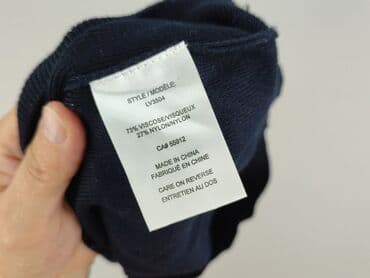 STYLE / MODÈLE:
LV3504
73% VISCOSE/VISQUEUX
27% NYLON/NYLON
CA# 55912
MADE IN CHINA
FABRIQUÉ EN CHINE
CARE ON REVERSE
ENTRETIEN AU DOS